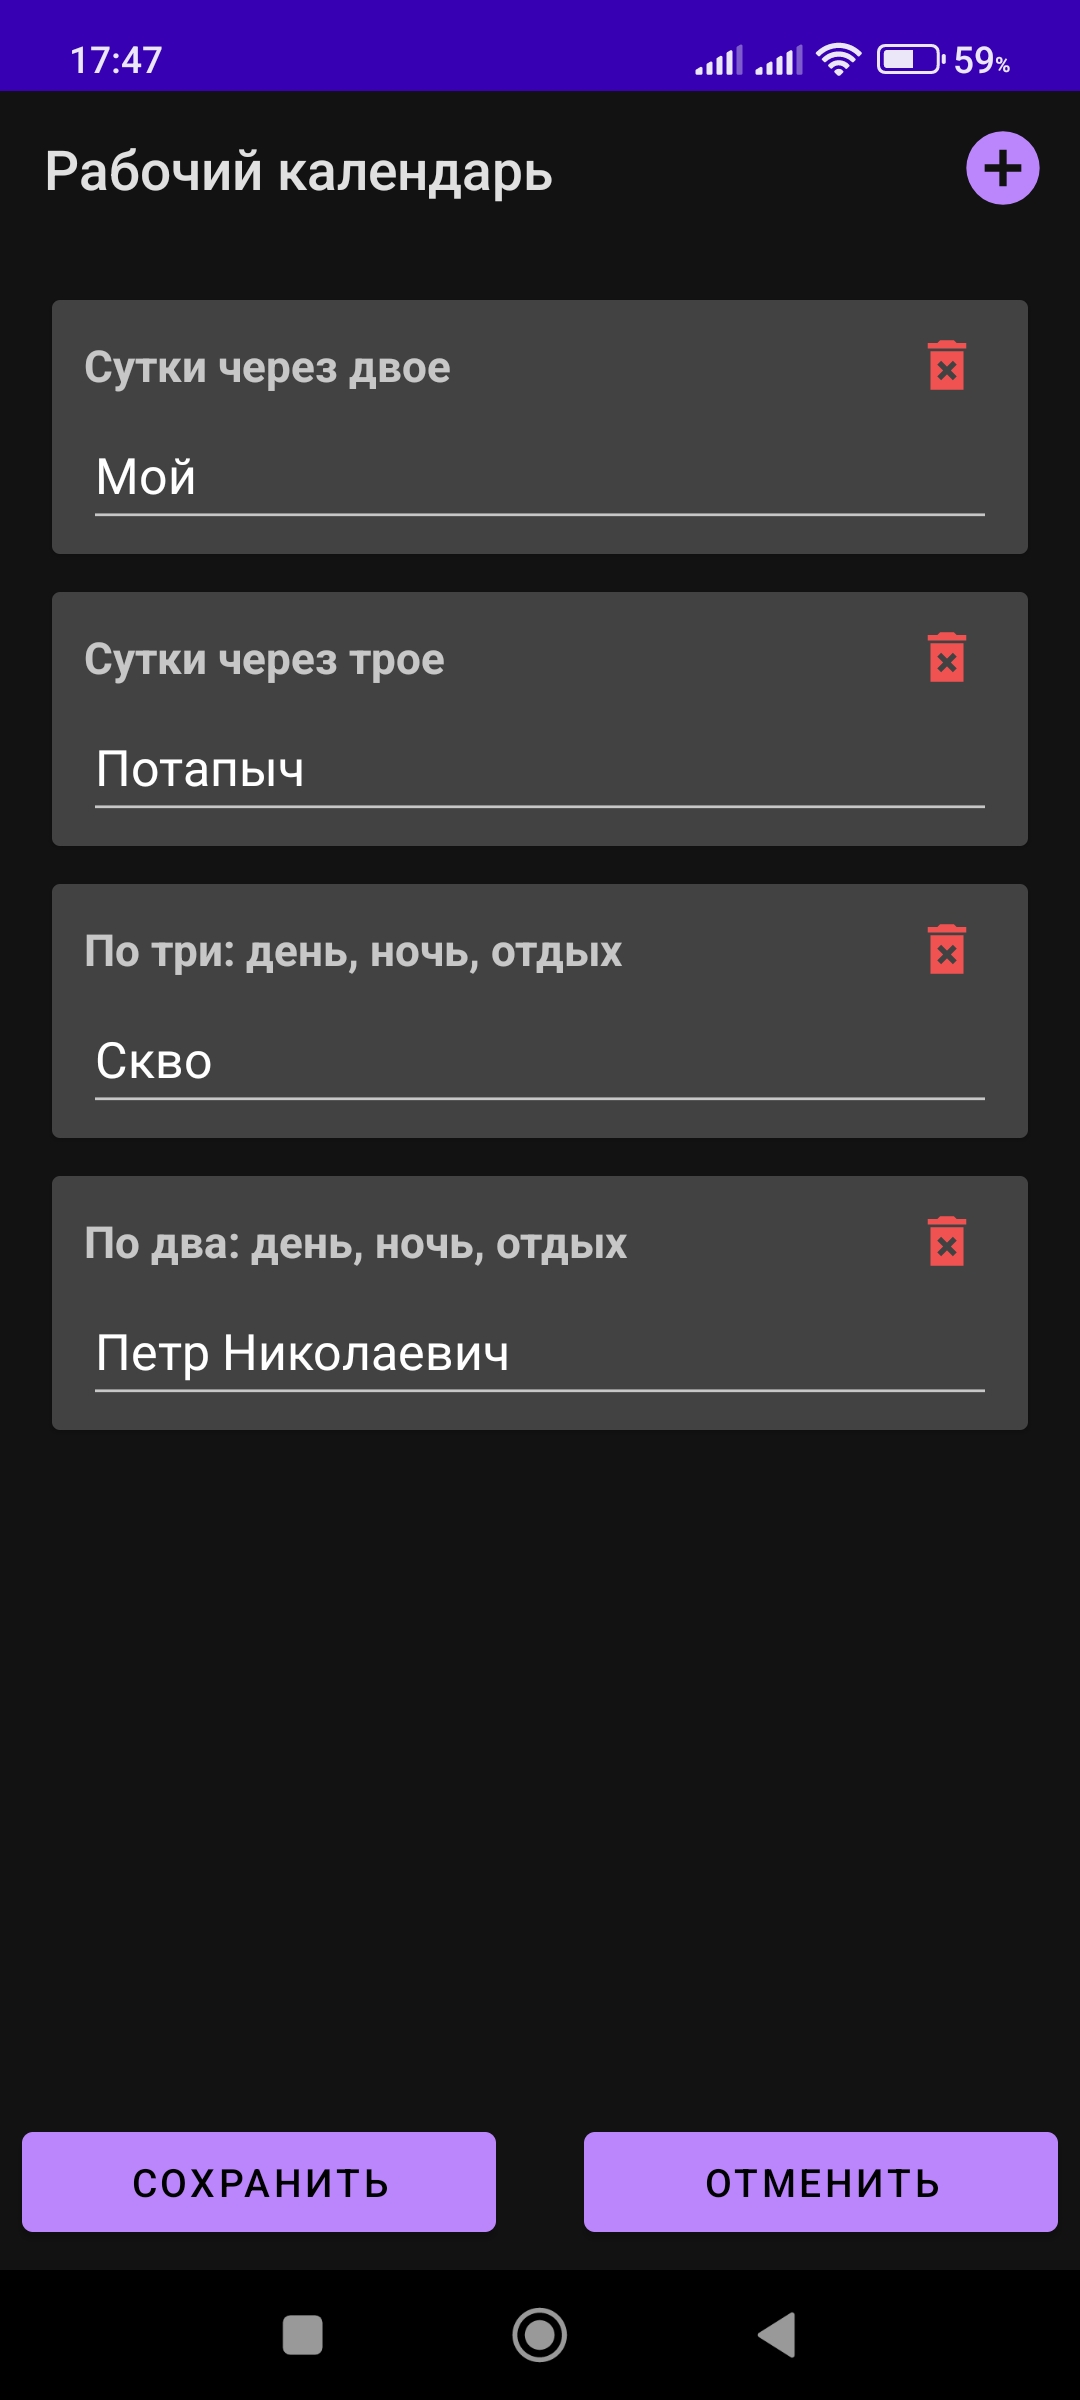 17:47 59%
Рабочий календарь
Сутки через двое
Мой
Сутки через трое
Потапыч
По три: день, ночь, отдых
Скво
По два: день, ночь, отдых
Петр Николаевич
СОХРАНИТЬ ОТМЕНИТЬ